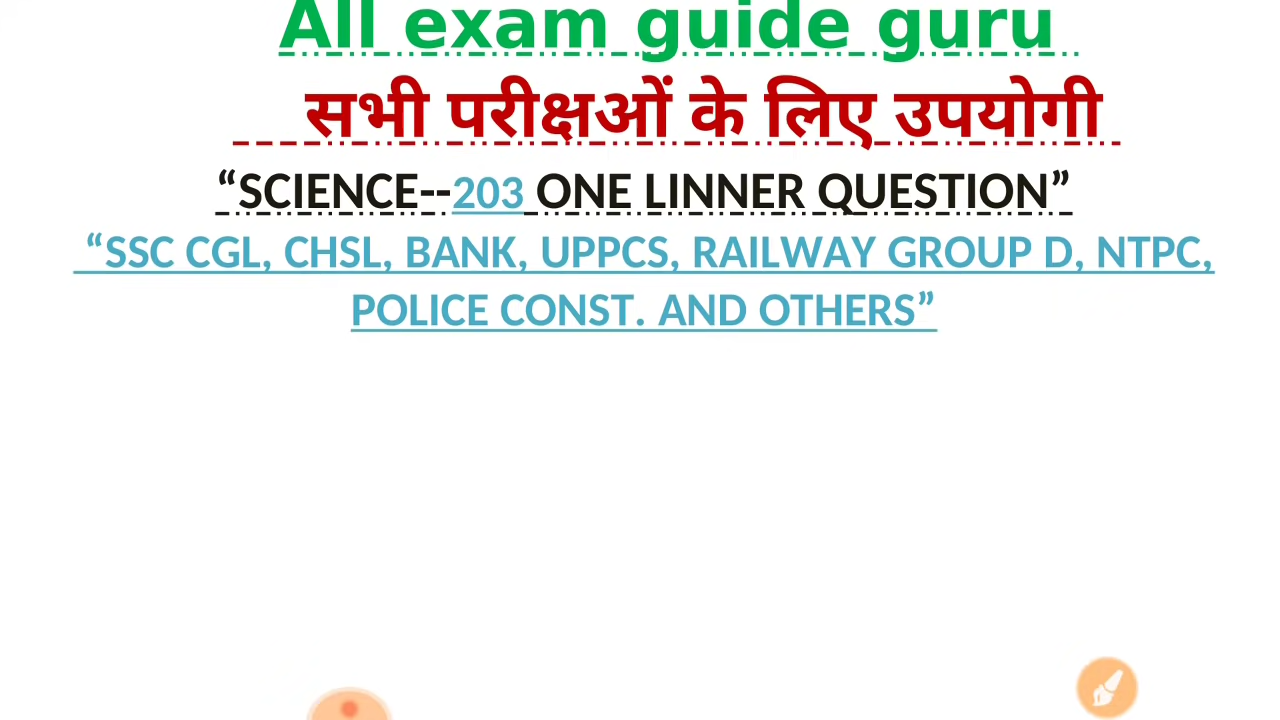 All exam guide guru
सभी परीक्षओं के लिए उपयोगी
“SCIENCE--203 ONE LINNER QUESTION”
“SSC CGL, CHSL, BANK, UPPCS, RAILWAY GROUP D, NTPC,
POLICE CONST. AND OTHERS”